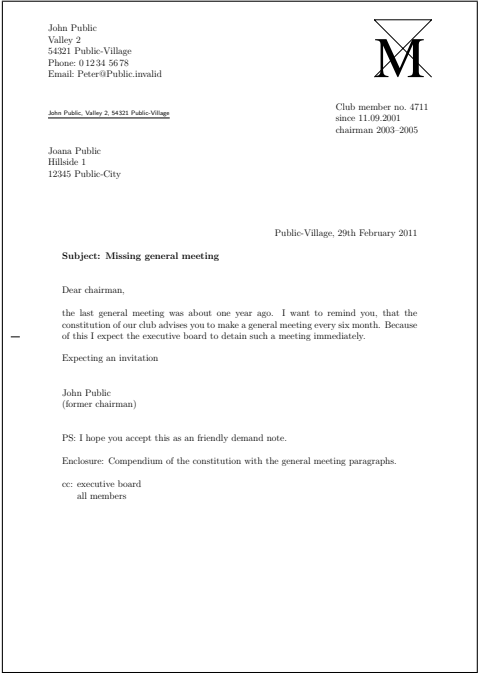 John Public
Valley 2
54321 Public-Village
Phone: 0 12 34 56 78
Email: Peter@Public.invalid
M
John Public, Valley 2, 54321 Public-Village
Club member no. 4711
since 11.09.2001
chairman 2003–2005
Joana Public
Hillside 1
12345 Public-City
Public-Village, 29th February 2011
Subject: Missing general meeting
Dear chairman,
the last general meeting was about one year ago. I want to remind you, that the
constitution of our club advises you to make a general meeting every six month. Because
of this I expect the executive board to detain such a meeting immediately.
Expecting an invitation
John Public
(former chairman)
PS: I hope you accept this as an friendly demand note.
Enclosure: Compendium of the constitution with the general meeting paragraphs.
cc: executive board
all members